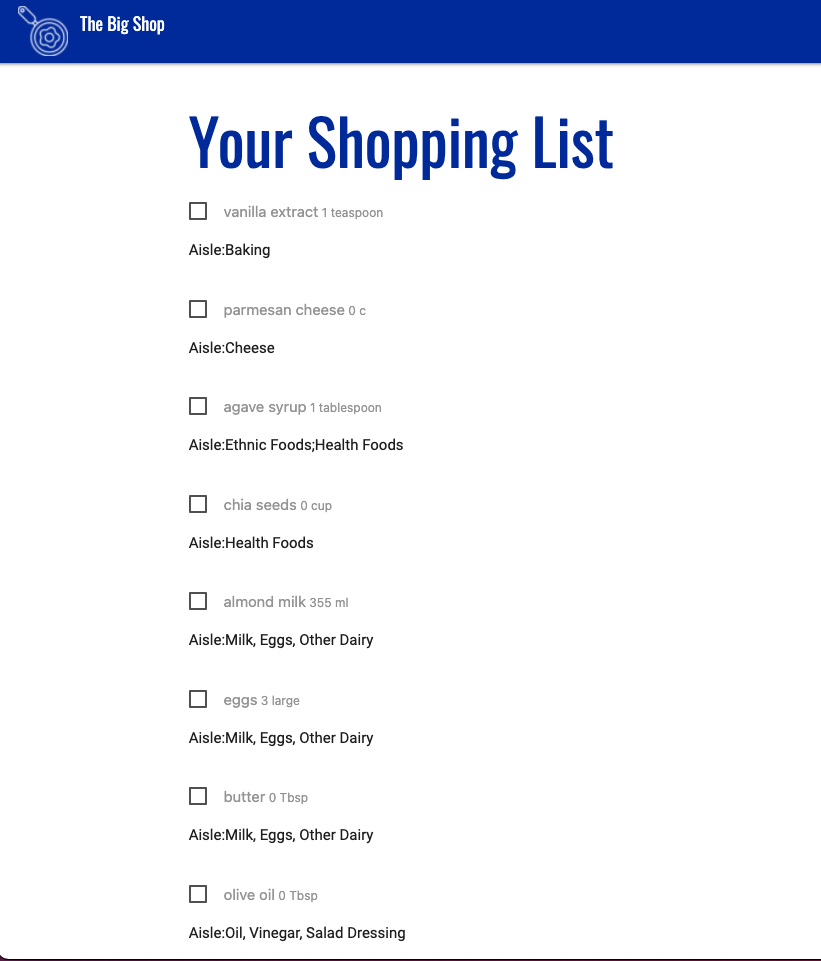 The Big Shop
Your Shopping List
vanilla extract 1 teaspoon
Aisle:Baking
parmesan cheese 0 c
Aisle:Cheese
agave syrup 1 tablespoon
Aisle:Ethnic Foods;Health Foods
chia seeds 0 cup
Aisle:Health Foods
almond milk 355 ml
Aisle:Milk, Eggs, Other Dairy
eggs 3 large
Aisle:Milk, Eggs, Other Dairy
butter 0 Tbsp
Aisle:Milk, Eggs, Other Dairy
olive oil 0 Tbsp
Aisle:Oil, Vinegar, Salad Dressing